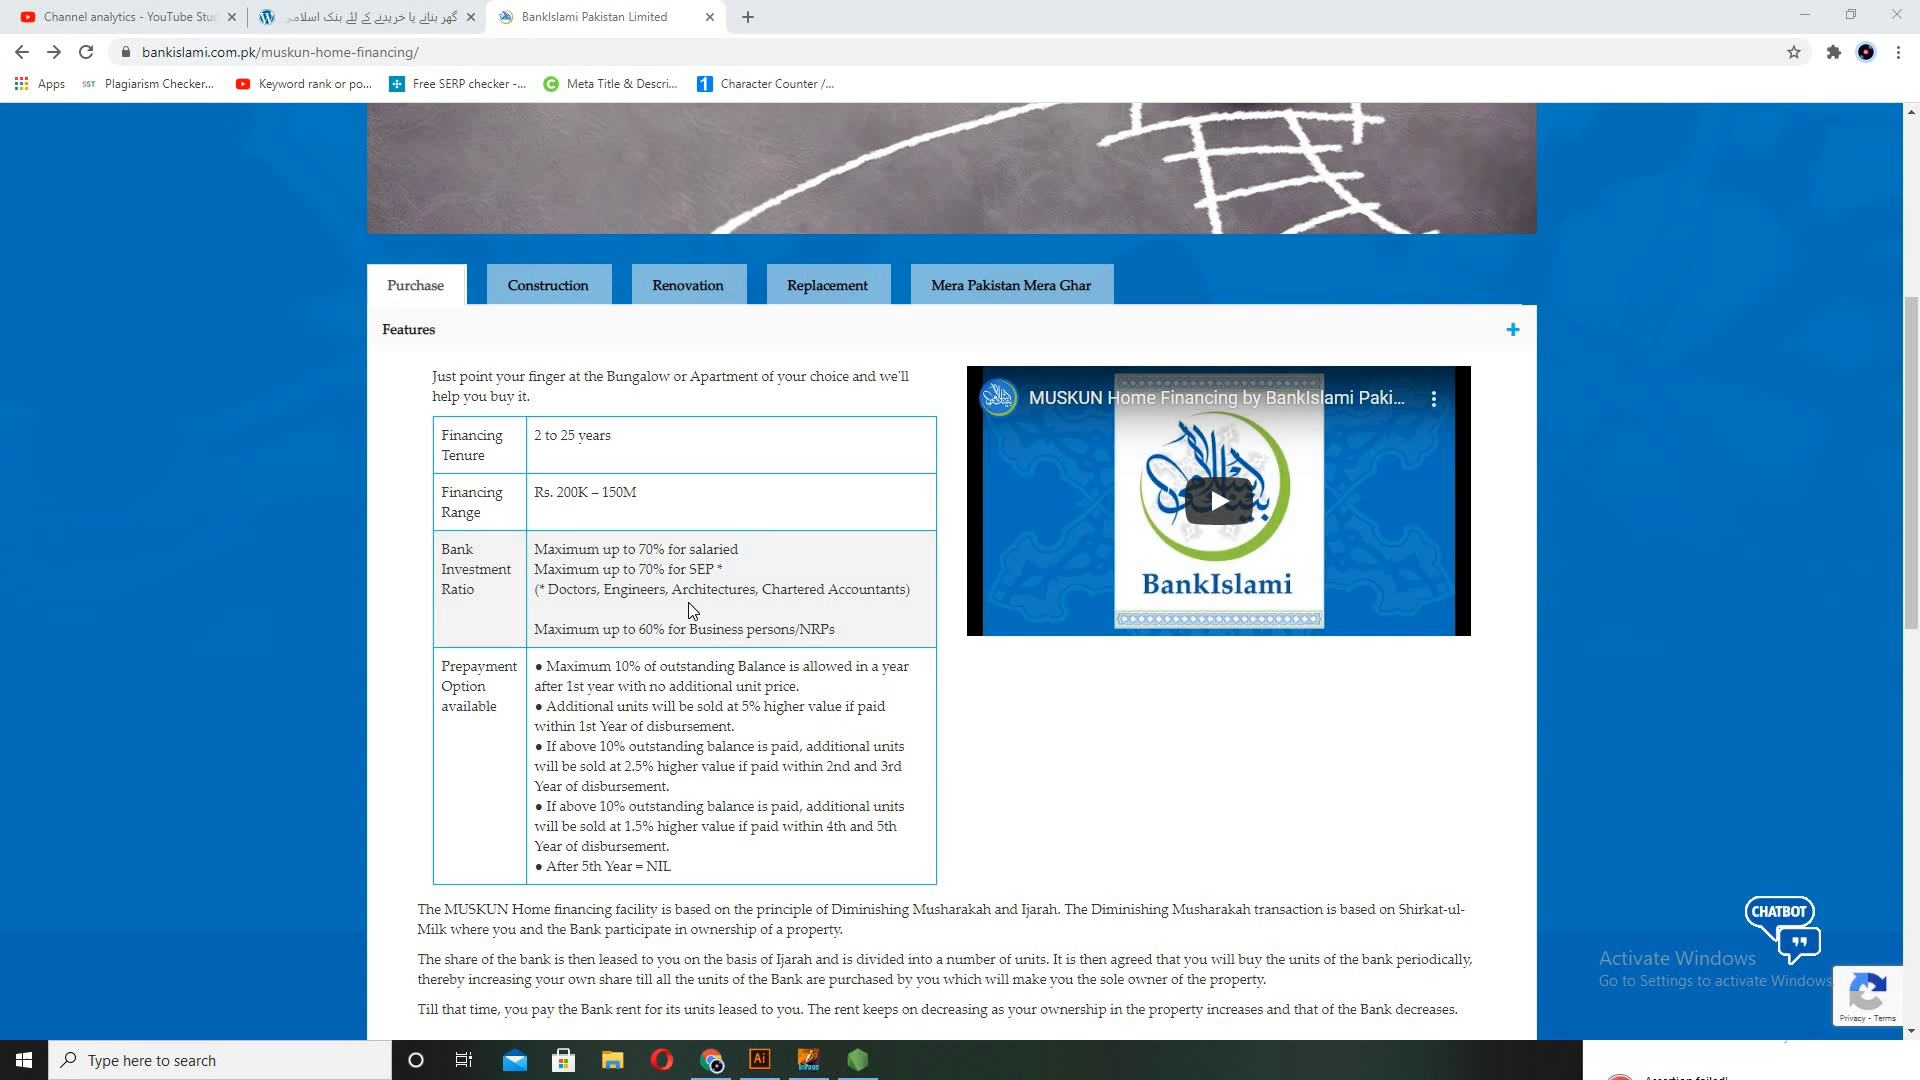 Channel analytics - YouTube Stu
گھر بنانے یا خریدنے کے لئے بنک اسلامی
BankIslami Pakistan Limited
bankislami.com.pk/muskun-home-financing/
Apps
SST Plagiarism Checker...
Keyword rank or po...
Free SERP checker -...
Meta Title & Descri...
1 Character Counter /...
Purchase
Construction
Renovation
Replacement
Mera Pakistan Mera Ghar
Features
Just point your finger at the Bungalow or Apartment of your choice and we'll
help you buy it.
Financing
Tenure
2 to 25 years
Financing
Range
Rs. 200K – 150M
Bank
Investment
Ratio
Maximum up to 70% for salaried
Maximum up to 70% for SEP *
(* Doctors, Engineers, Architectures, Chartered Accountants)
Maximum up to 60% for Business persons/NRPs
Prepayment
Option
available
● Maximum 10% of outstanding Balance is allowed in a year
after 1st year with no additional unit price.
● Additional units will be sold at 5% higher value if paid
within 1st Year of disbursement.
● If above 10% outstanding balance is paid, additional units
will be sold at 2.5% higher value if paid within 2nd and 3rd
Year of disbursement.
● If above 10% outstanding balance is paid, additional units
will be sold at 1.5% higher value if paid within 4th and 5th
Year of disbursement.
● After 5th Year = NIL
MUSKUN Home Financing by BankIslami Paki...
BankIslami
The MUSKUN Home financing facility is based on the principle of Diminishing Musharakah and Ijarah. The Diminishing Musharakah transaction is based on Shirkat-ul-
Milk where you and the Bank participate in ownership of a property.
The share of the bank is then leased to you on the basis of Ijarah and is divided into a number of units. It is then agreed that you will buy the units of the bank periodically,
thereby increasing your own share till all the units of the Bank are purchased by you which will make you the sole owner of the property.
Till that time, you pay the Bank rent for its units leased to you. The rent keeps on decreasing as your ownership in the property increases and that of the Bank decreases.
CHATBOT
Activate Windows
Go to Settings to activate Windows
Privacy - Terms
Type here to search
Ai